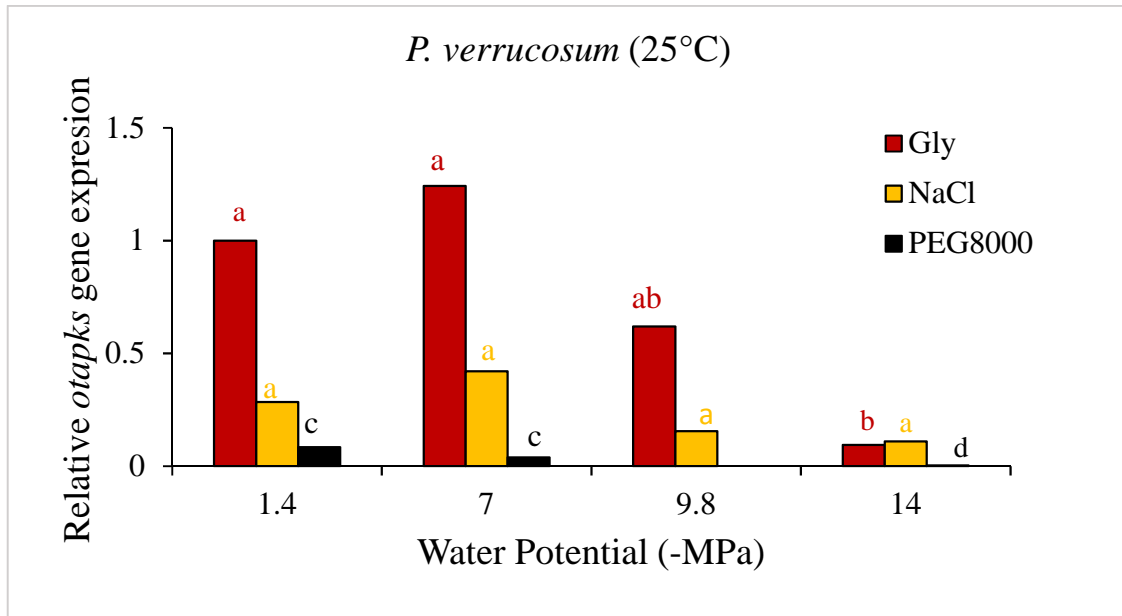 P. verrucosum (25°C)
Relative otapks gene expresion
1.5
1
0.5
0
a
a
c
a
a
c
ab
a
b
a
d
Gly
NaCl
PEG8000
1.4
7
9.8
14
Water Potential (-MPa)